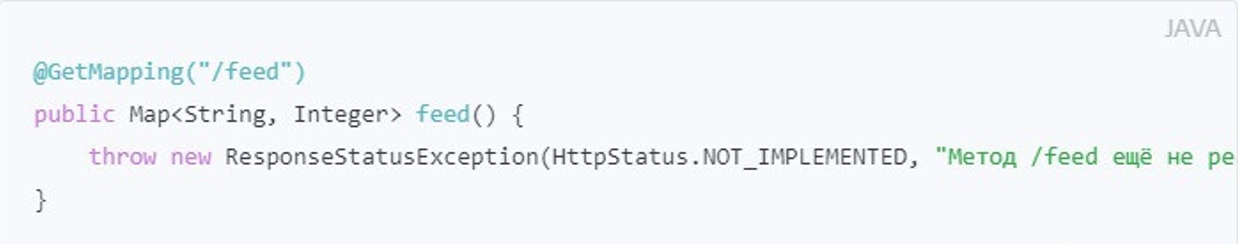 JAVA
@GetMapping("/feed")
public Map<String, Integer> feed() {
    throw new ResponseStatusException(HttpStatus.NOT_IMPLEMENTED, "Метод /feed ещё не ре
}